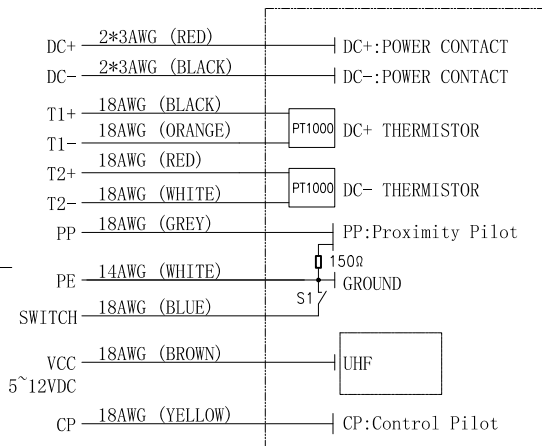 DC+ 2*3AWG (RED) DC+:POWER CONTACT
DC- 2*3AWG (BLACK) DC-:POWER CONTACT
T1+ 18AWG (BLACK)
PT1000 DC+ THERMISTOR
T1- 18AWG (ORANGE)
T2+ 18AWG (RED)
PT1000 DC- THERMISTOR
T2- 18AWG (WHITE)
PP 18AWG (GREY) PP:Proximity Pilot
150Ω
PE 14AWG (WHITE) GROUND
S1
SWITCH 18AWG (BLUE)
VCC 18AWG (BROWN) UHF
5~12VDC
CP 18AWG (YELLOW) CP:Control Pilot